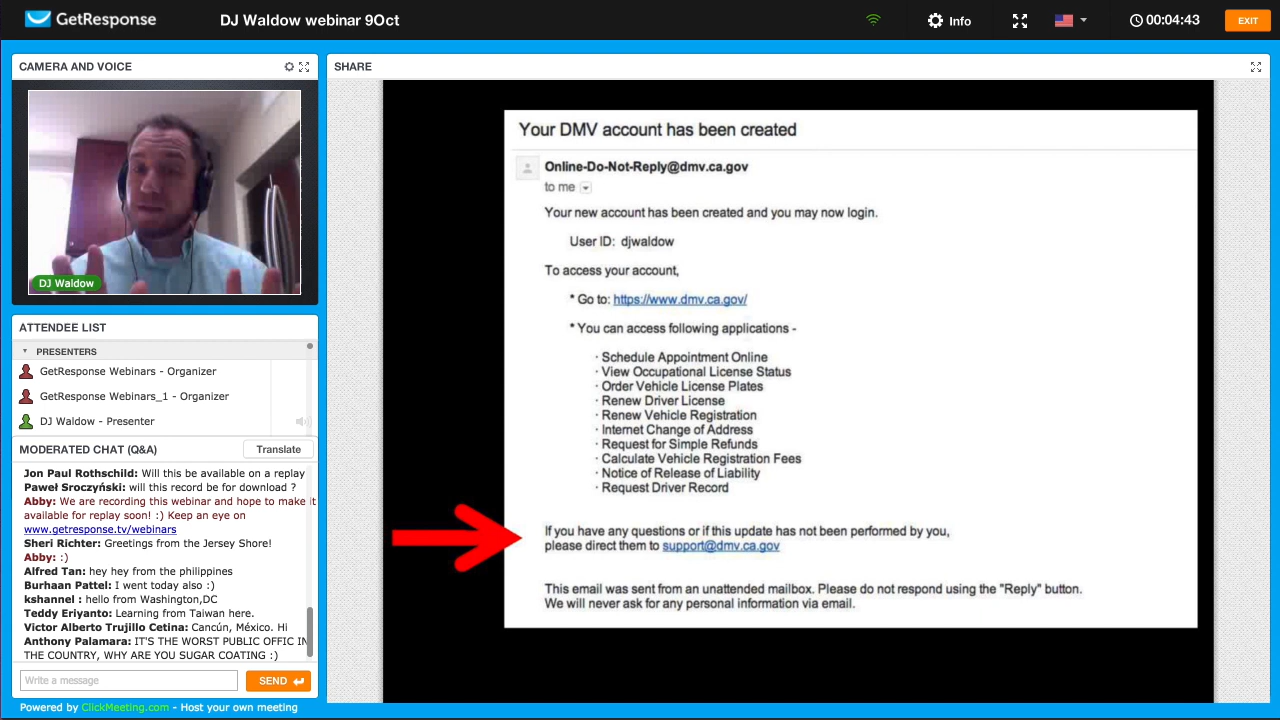 GetResponse
DJ Waldow webinar 9Oct
Info
00:04:43
EXIT
CAMERA AND VOICE
DJ Waldow
ATTENDEE LIST
PRESENTERS
GetResponse Webinars - Organizer
GetResponse Webinars_1 - Organizer
DJ Waldow - Presenter
MODERATED CHAT (Q&A)
Translate
Jon Paul Rothschild: Will this be available on a replay
Paweł Sroczyński: will this record be for download ?
Abby: We are recording this webinar and hope to make it
available for replay soon! :) Keep an eye on
www.getresponse.tv/webinars
Sheri Richter: Greetings from the Jersey Shore!
Abby: :)
Alfred Tan: hey hey from the philippines
Burhaan Pattel: I went today also :)
kshannel : hello from Washington,DC
Teddy Eriyanto: Learning from Taiwan here.
Victor Alberto Trujillo Cetina: Cancún, México. Hi
Anthony Palamara: IT'S THE WORST PUBLIC OFFIC IN
THE COUNTRY, WHY ARE YOU SUGAR COATING :)
Write a message
SEND
Powered by ClickMeeting.com - Host your own meeting
SHARE
Your DMV account has been created
Online-Do-Not-Reply@dmv.ca.gov
to me
Your new account has been created and you may now login.
User ID: djwaldow
To access your account,
* Go to: https://www.dmv.ca.gov/
* You can access following applications -
· Schedule Appointment Online
· View Occupational License Status
· Order Vehicle License Plates
· Renew Driver License
· Renew Vehicle Registration
· Internet Change of Address
· Request for Simple Refunds
· Calculate Vehicle Registration Fees
· Notice of Release of Liability
· Request Driver Record
If you have any questions or if this update has not been performed by you,
please direct them to support@dmv.ca.gov
This email was sent from an unattended mailbox. Please do not respond using the "Reply" button.
We will never ask for any personal information via email.